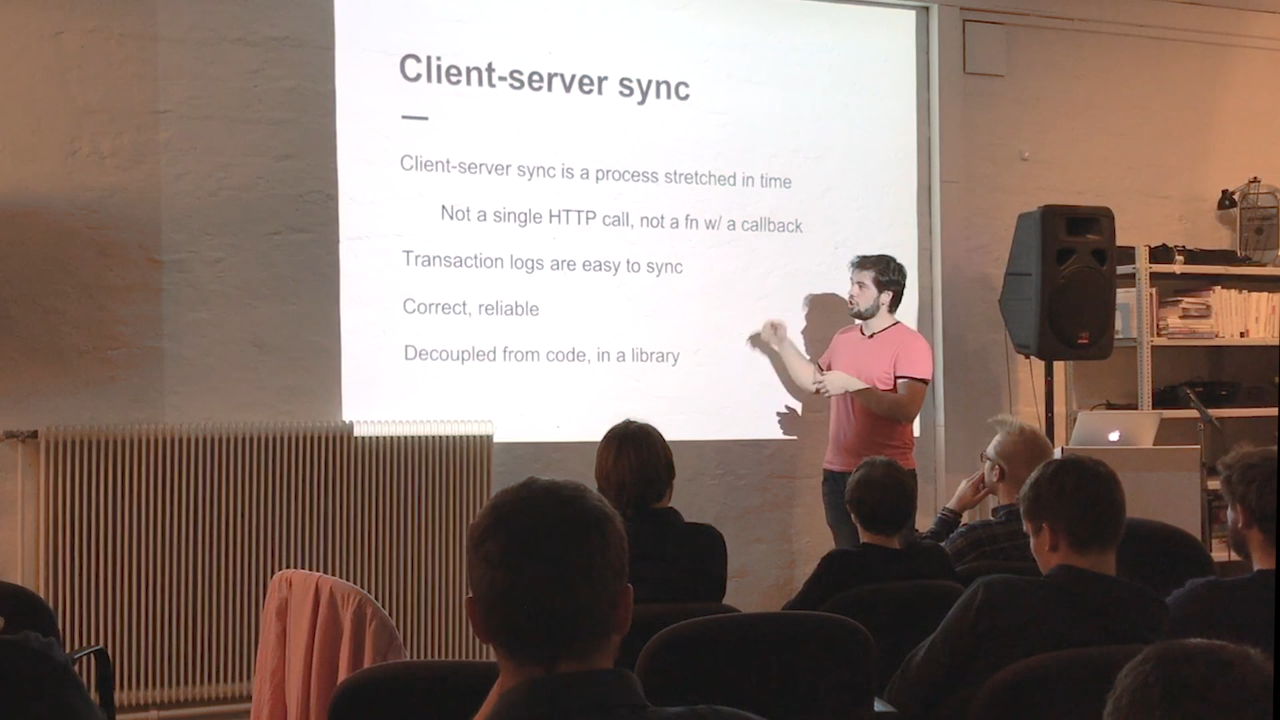 Client-server sync
Client-server sync is a process stretched in time
Not a single HTTP call, not a fn w/ a callback
Transaction logs are easy to sync
Correct, reliable
Decoupled from code, in a library